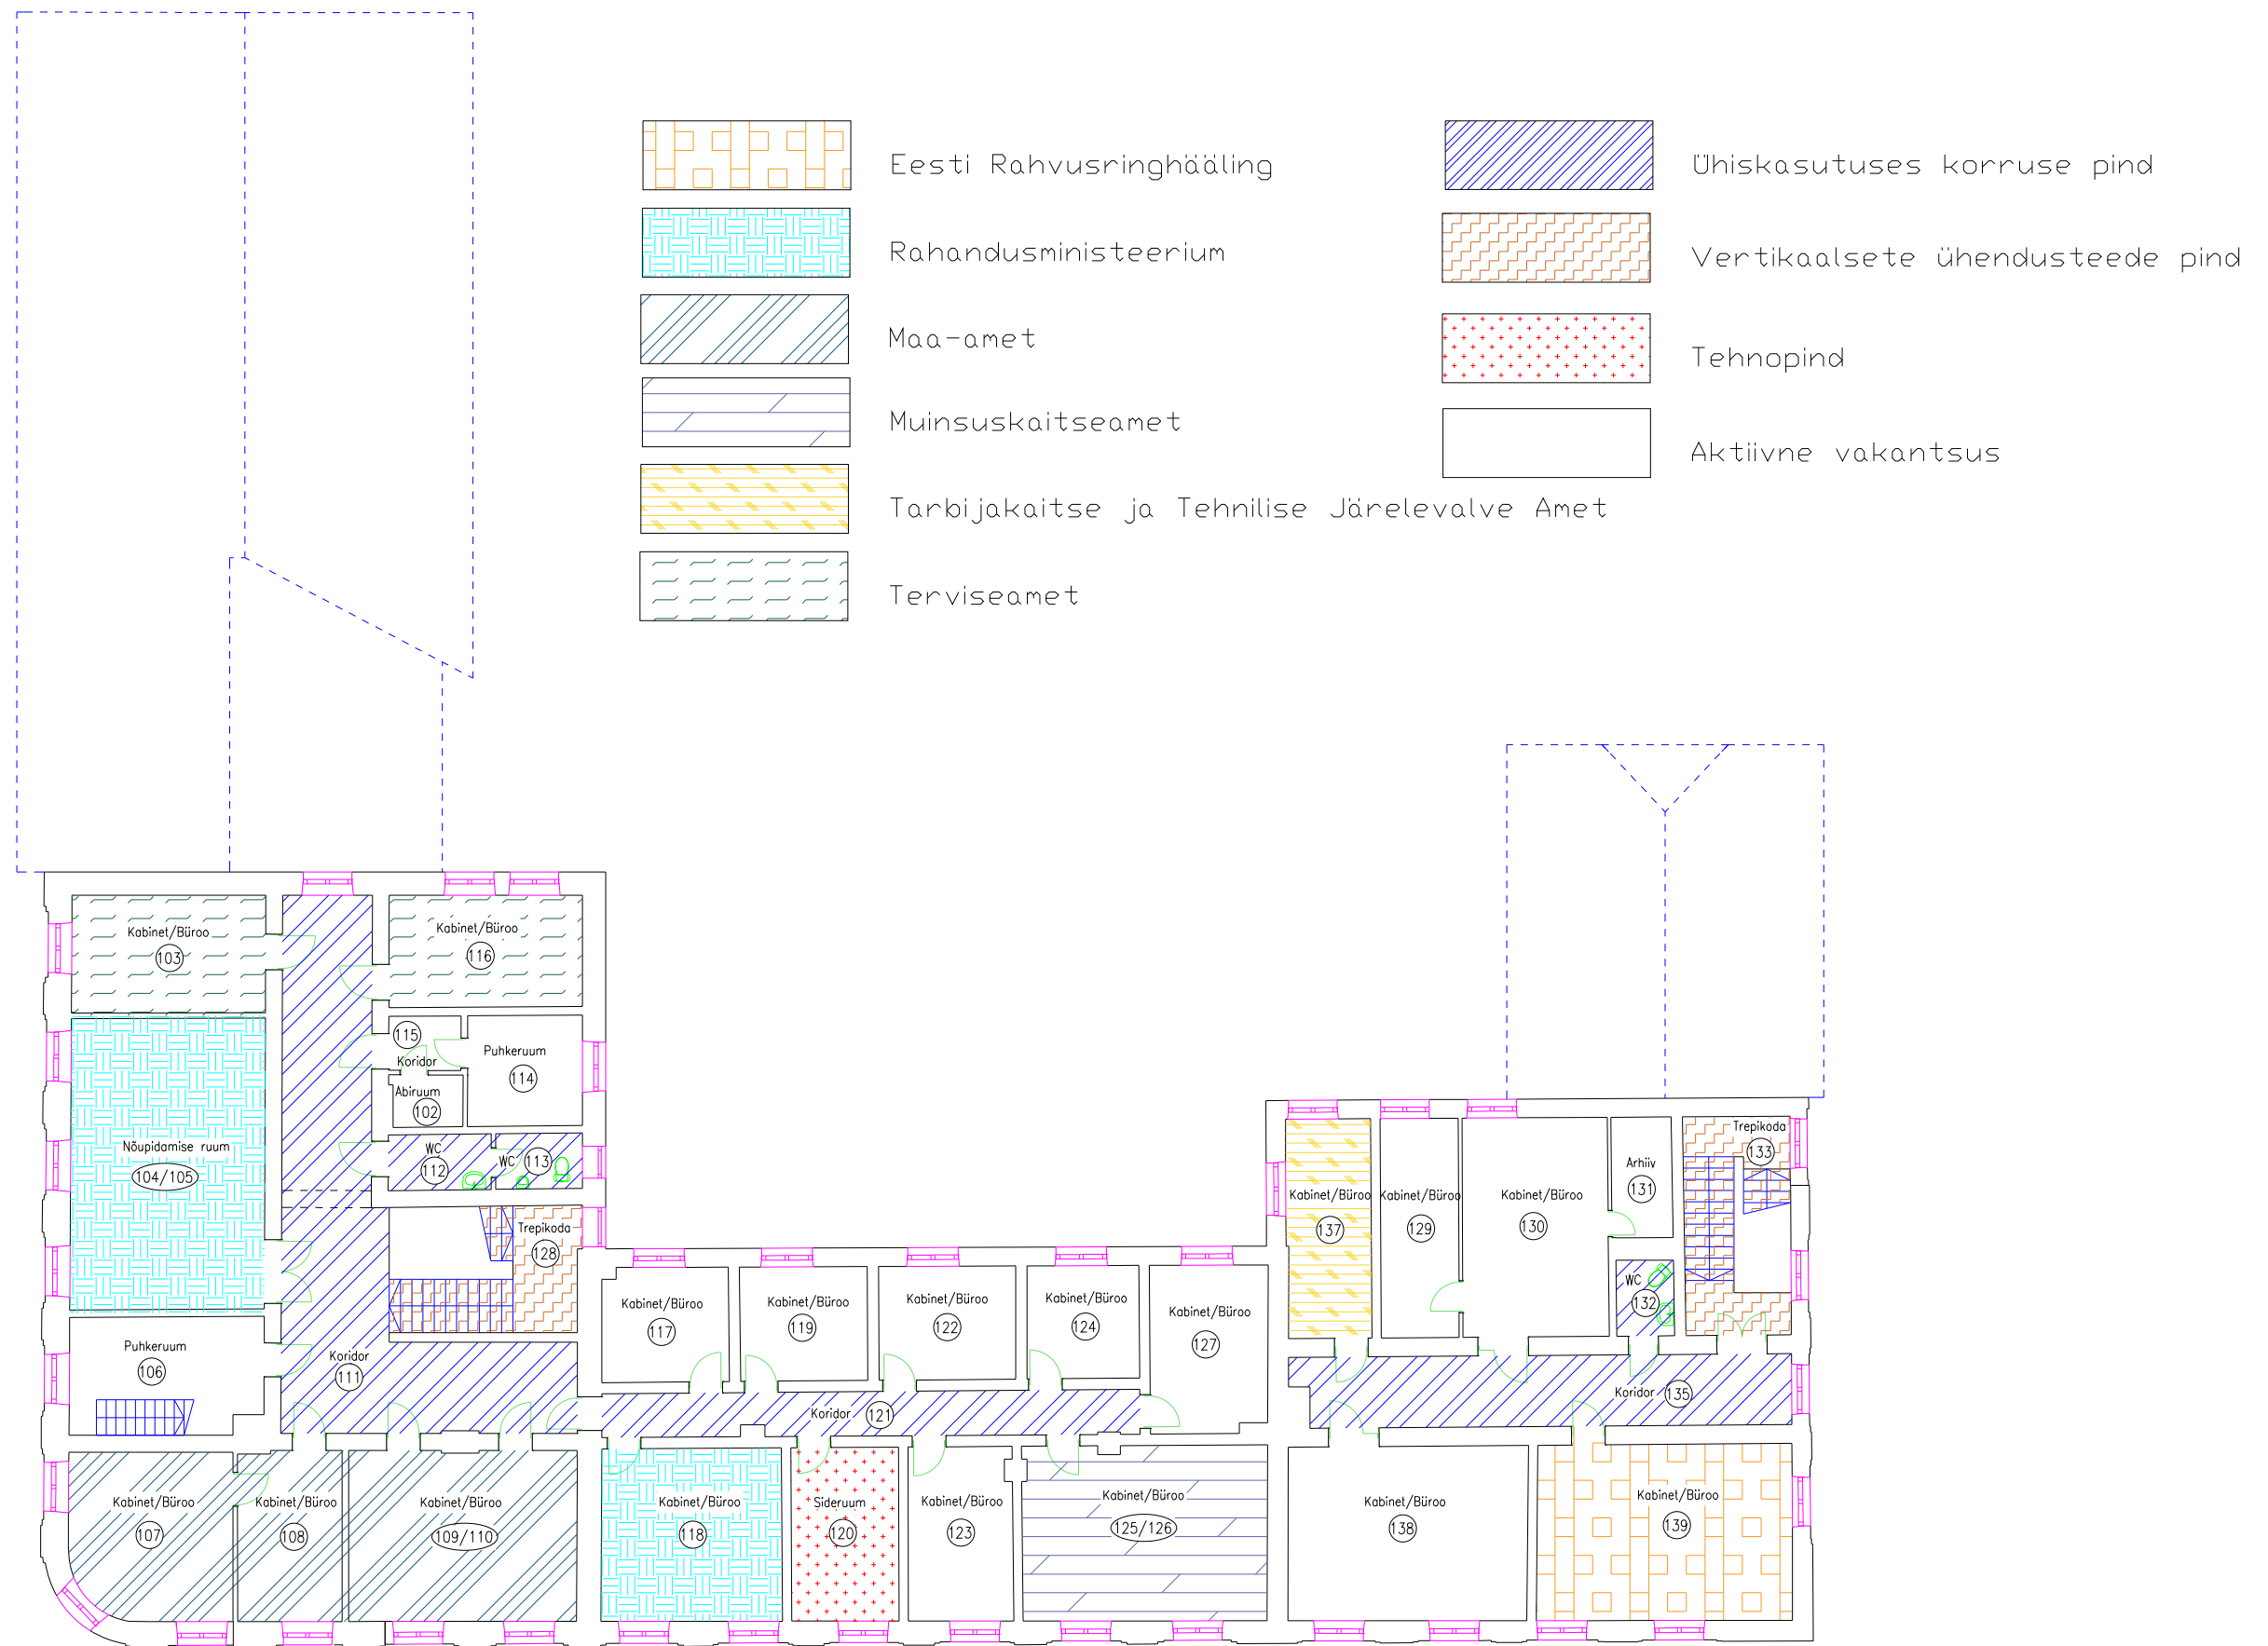 Eesti Rahvusringhääling
Rahandusministeerium
Maa-amet
Muinsuskaitseamet
Tarbijakaitse ja Tehnilise Järelevalve Amet
Terviseamet
Ühiskasutuses korruse pind
Vertikaalsete ühendusteede pind
Tehnopind
Aktiivne vakantsus
Kabinet/Büroo
103
Kabinet/Büroo
116
115
Koridor
Puhkeruum
114
Abiruum
102
Nõupidamise ruum
104/105
WC
112
WC
113
Trepikoda
128
Puhkeruum
106
Koridor
111
Kabinet/Büroo
117
Kabinet/Büroo
119
Kabinet/Büroo
122
Kabinet/Büroo
124
Kabinet/Büroo
127
Koridor
121
Kabinet/Büroo
137
Kabinet/Büroo
129
Kabinet/Büroo
130
Arhiiv
131
WC
132
Trepikoda
133
Koridor
135
Kabinet/Büroo
107
Kabinet/Büroo
108
Kabinet/Büroo
109/110
Kabinet/Büroo
118
Sideruum
120
Kabinet/Büroo
123
Kabinet/Büroo
125/126
Kabinet/Büroo
138
Kabinet/Büroo
139